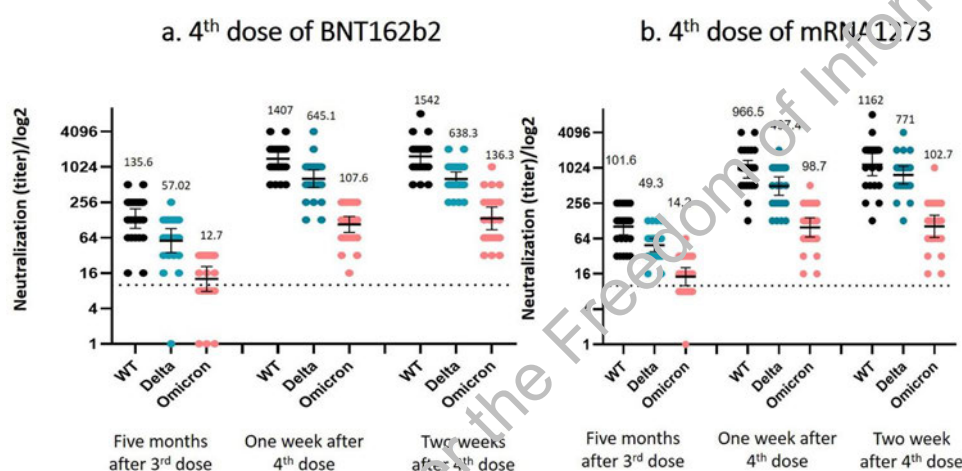 a. 4th dose of BNT162b2
b. 4th dose of mRNA1273
Neutralization (titer)/log2
4096
1024
256
64
16
4
1
135.6
57.02
12.7
1407
645.1
107.6
1542
638.3
136.3
WT
Delta
Omicron
WT
Delta
Omicron
WT
Delta
Omicron
Five months
after 3rd dose
One week after
4th dose
Two weeks
after 4th dose
Neutralization (titer)/log2
4096
1024
256
64
16
4
1
101.6
49.3
966.5
98.7
1162
771
102.7
WT
Delta
Omicron
WT
Delta
Omicron
WT
Delta
Omicron
Five months
after 3rd dose
One week after
4th dose
Two week
after 4th dose
the Freedom of